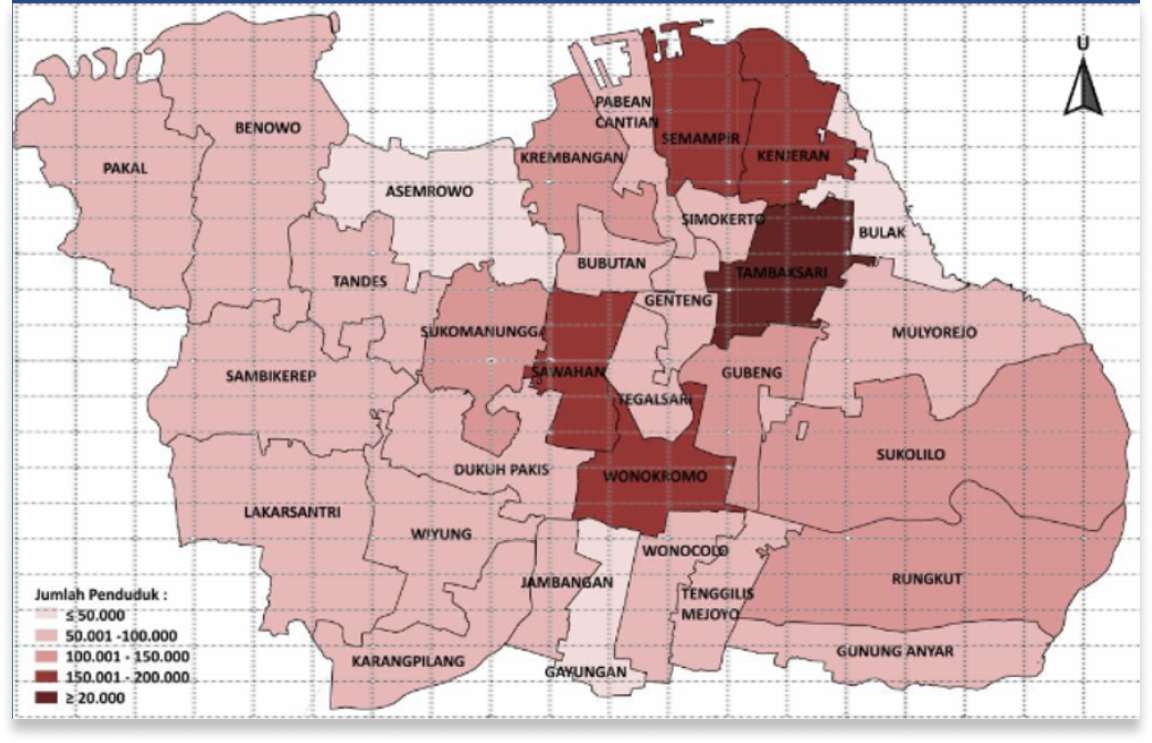 U
PABEAN
CANTIAN
BENOWO
SEMAMPIR
KREMBANGAN
KENJERAN
PAKAL
ASEMROWO
SIMOKERTO
BULAK
BUBUTAN
TAMBAKSARI
TANDES
GENTENG
SUKOMANUNGGA
MULYOREJO
SAMBIKEREP
SAWAHAN
GUBENG
TEGALSARI
DUKUH PAKIS
SUKOLILO
WONOKROMO
LAKARSANTRI
WIYUNG
WONOCOLO
JAMBANGAN
RUNGKUT
TENGGILIS
MEJOYO
GUNUNG ANYAR
KARANGPILANG
GAYUNGAN
Jumlah Penduduk :
≤ 50.000
50.001 -100.000
100.001 - 150.000
150.001 - 200.000
≥ 20.000